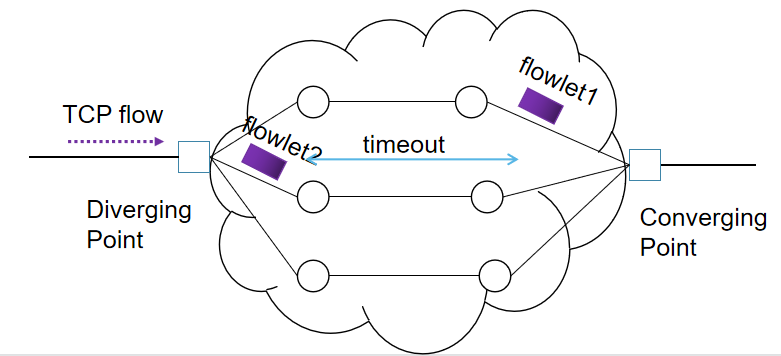 flowlet1
TCP flow
flowlet2
timeout
Diverging
Point
Converging
Point